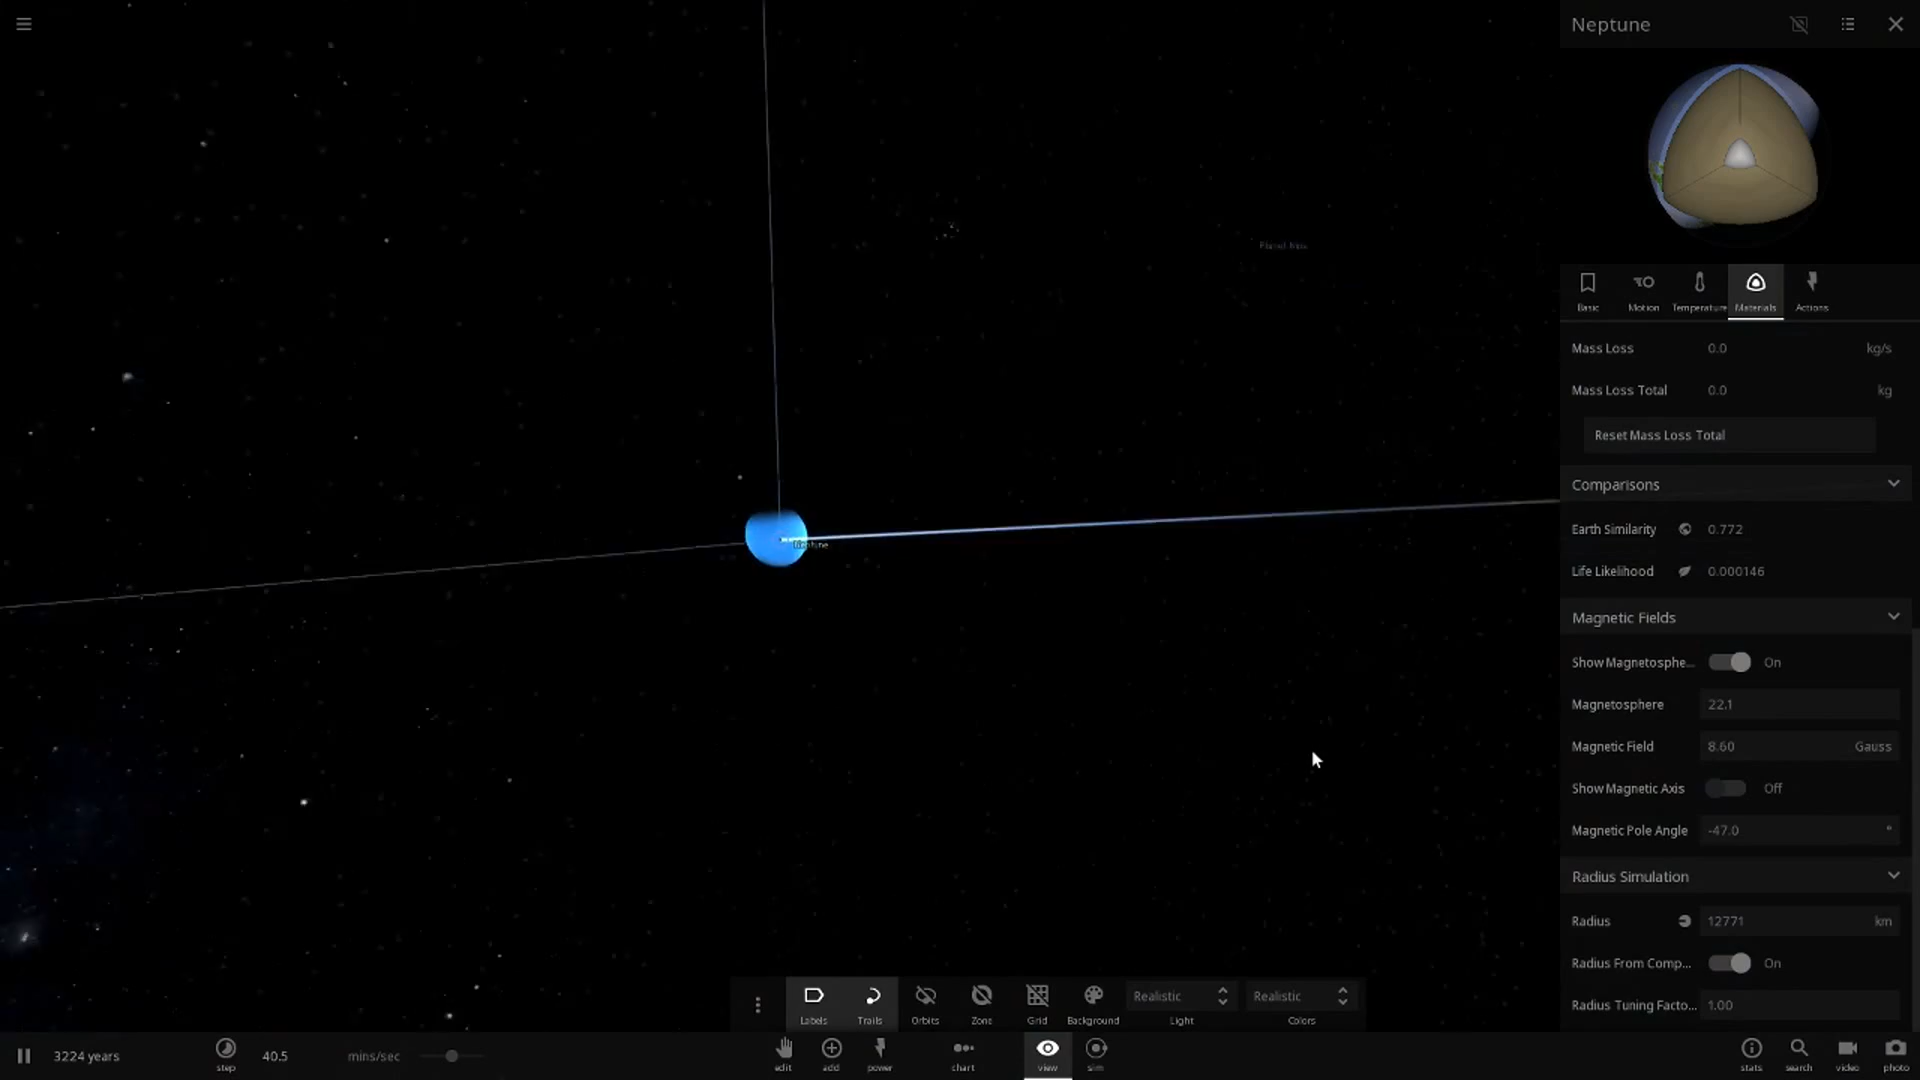 Neptune
Basic
Motion
Temperature
Materials
Actions
Mass Loss 0.0 kg/s
Mass Loss Total 0.0 kg
Reset Mass Loss Total
Comparisons
Earth Similarity 0.772
Life Likelihood 0.000146
Magnetic Fields
Show Magnetosphe... On
Magnetosphere 22.1
Magnetic Field 8.60 Gauss
Show Magnetic Axis Off
Magnetic Pole Angle -47.0 °
Radius Simulation
Radius 12771 km
Radius From Comp... On
Radius Tuning Facto... 1.00
Neptune
Realistic
Realistic
Labels
Trails
Orbits
Zone
Grid
Background
Light
Colors
3224 years
step
40.5 mins/sec
edit
add
power
chart
view
sim
stats
search
video
photo